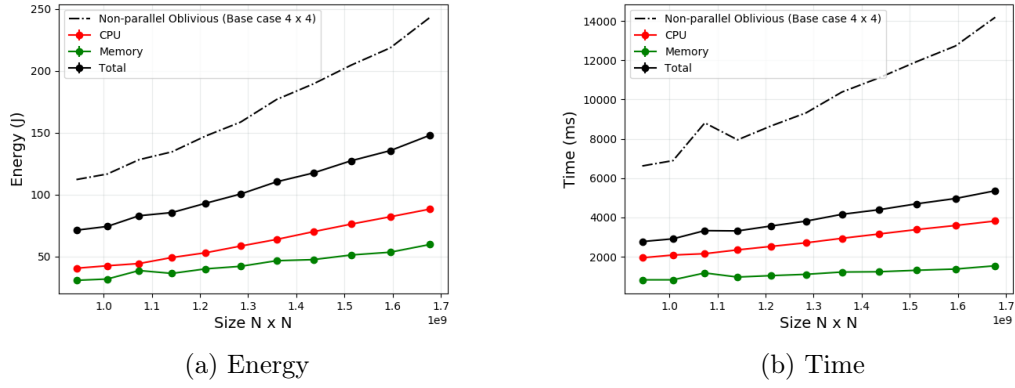 Non-parallel Oblivious (Base case 4 x 4)
CPU
Memory
Total
250
200
150
100
50
Energy (J)
1.0 1.1 1.2 1.3 1.4 1.5 1.6 1.7
1e9
Size N x N
(a) Energy
Non-parallel Oblivious (Base case 4 x 4)
CPU
Memory
Total
14000
12000
10000
8000
6000
4000
2000
Time (ms)
1.0 1.1 1.2 1.3 1.4 1.5 1.6 1.7
1e9
Size N x N
(b) Time